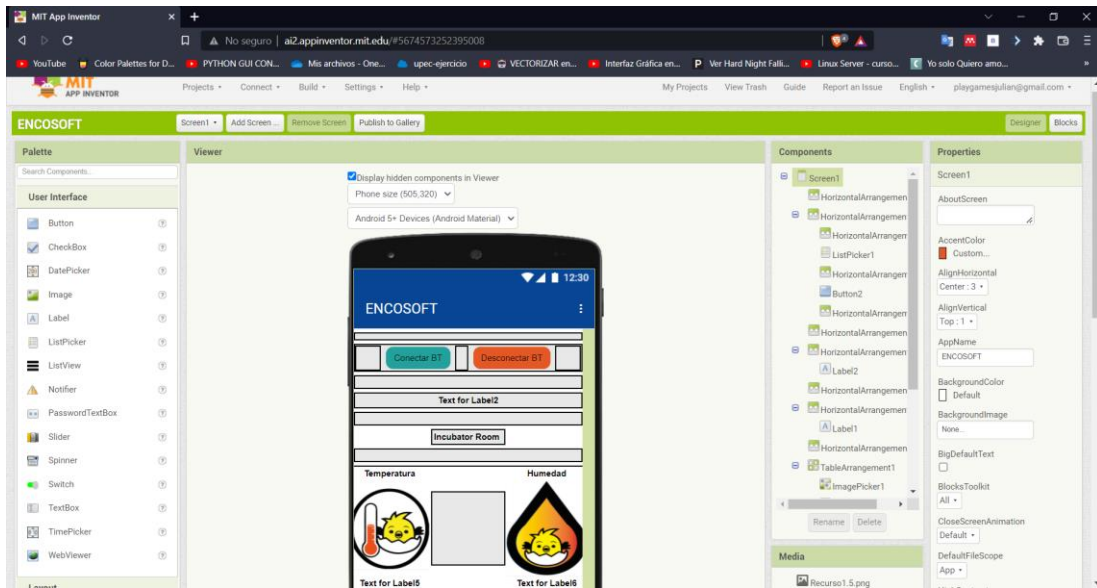 MIT App Inventor
No seguro | ai2.appinventor.mit.edu/#5674573252395008
YouTube Color Palettes for D... PYTHON GUI CON... Mis archivos - One... upec-ejercicio VECTORIZAR en... Interfaz Gráfica en... Ver Hard Night Falli... Linux Server - curso... Yo solo Quiero amo... »
MIT
APP INVENTOR
Projects Connect Build Settings Help My Projects View Trash Guide Report an Issue English playgamesjulian@gmail.com
ENCOSOFT Screen1 Add Screen ... Remove Screen Publish to Gallery Designer Blocks
Palette
Search Components...
User Interface
Button
CheckBox
DatePicker
Image
Label
ListPicker
ListView
Notifier
PasswordTextBox
Slider
Spinner
Switch
TextBox
TimePicker
WebViewer
Layout
Viewer
Display hidden components in Viewer
Phone size (505,320)
Android 5+ Devices (Android Material)
12:30
ENCOSOFT
Conectar BT Desconectar BT
Text for Label2
Incubator Room
Temperatura Humedad
Text for Label5 Text for Label6
Components
Screen1
HorizontalArrangemen
HorizontalArrangemen
HorizontalArrangem
ListPicker1
HorizontalArrangem
Button2
HorizontalArrangem
HorizontalArrangemen
HorizontalArrangemen
Label2
HorizontalArrangemen
HorizontalArrangemen
Label1
HorizontalArrangemen
TableArrangement1
ImagePicker1
Rename Delete
Media
Recurso1.5.png
Properties
Screen1
AboutScreen
AccentColor
Custom...
AlignHorizontal
Center : 3
AlignVertical
Top : 1
AppName
ENCOSOFT
BackgroundColor
Default
BackgroundImage
None...
BigDefaultText
BlocksToolkit
All
CloseScreenAnimation
Default
DefaultFileScope
App